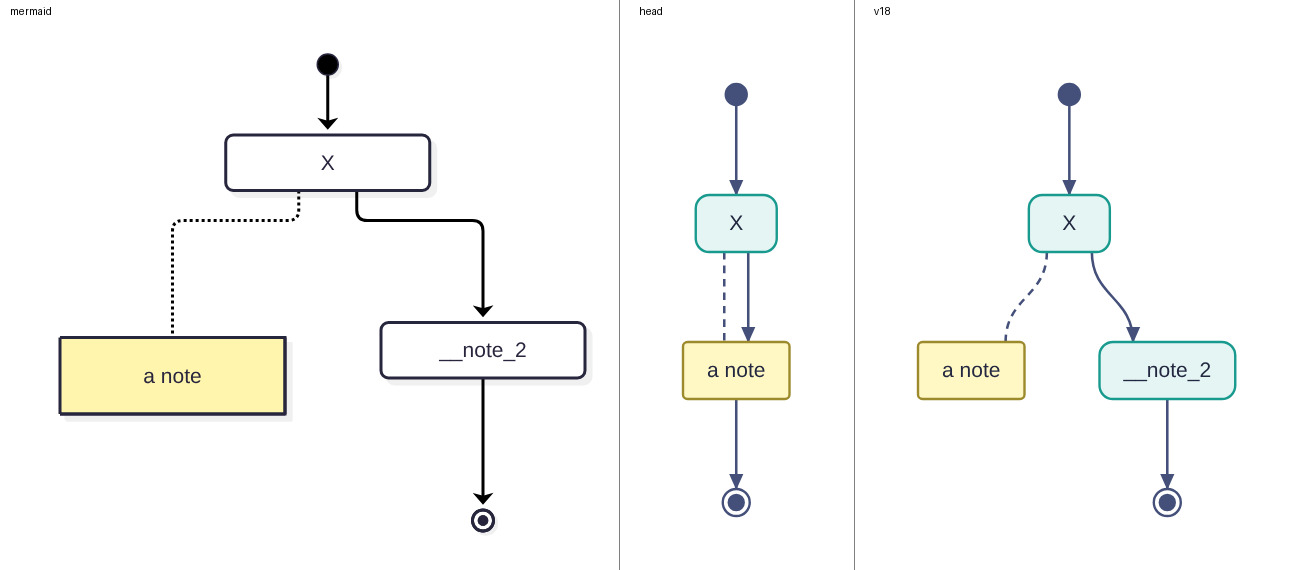 mermaid
X
a note
__note_2
head
X
a note
v18
X
a note
__note_2